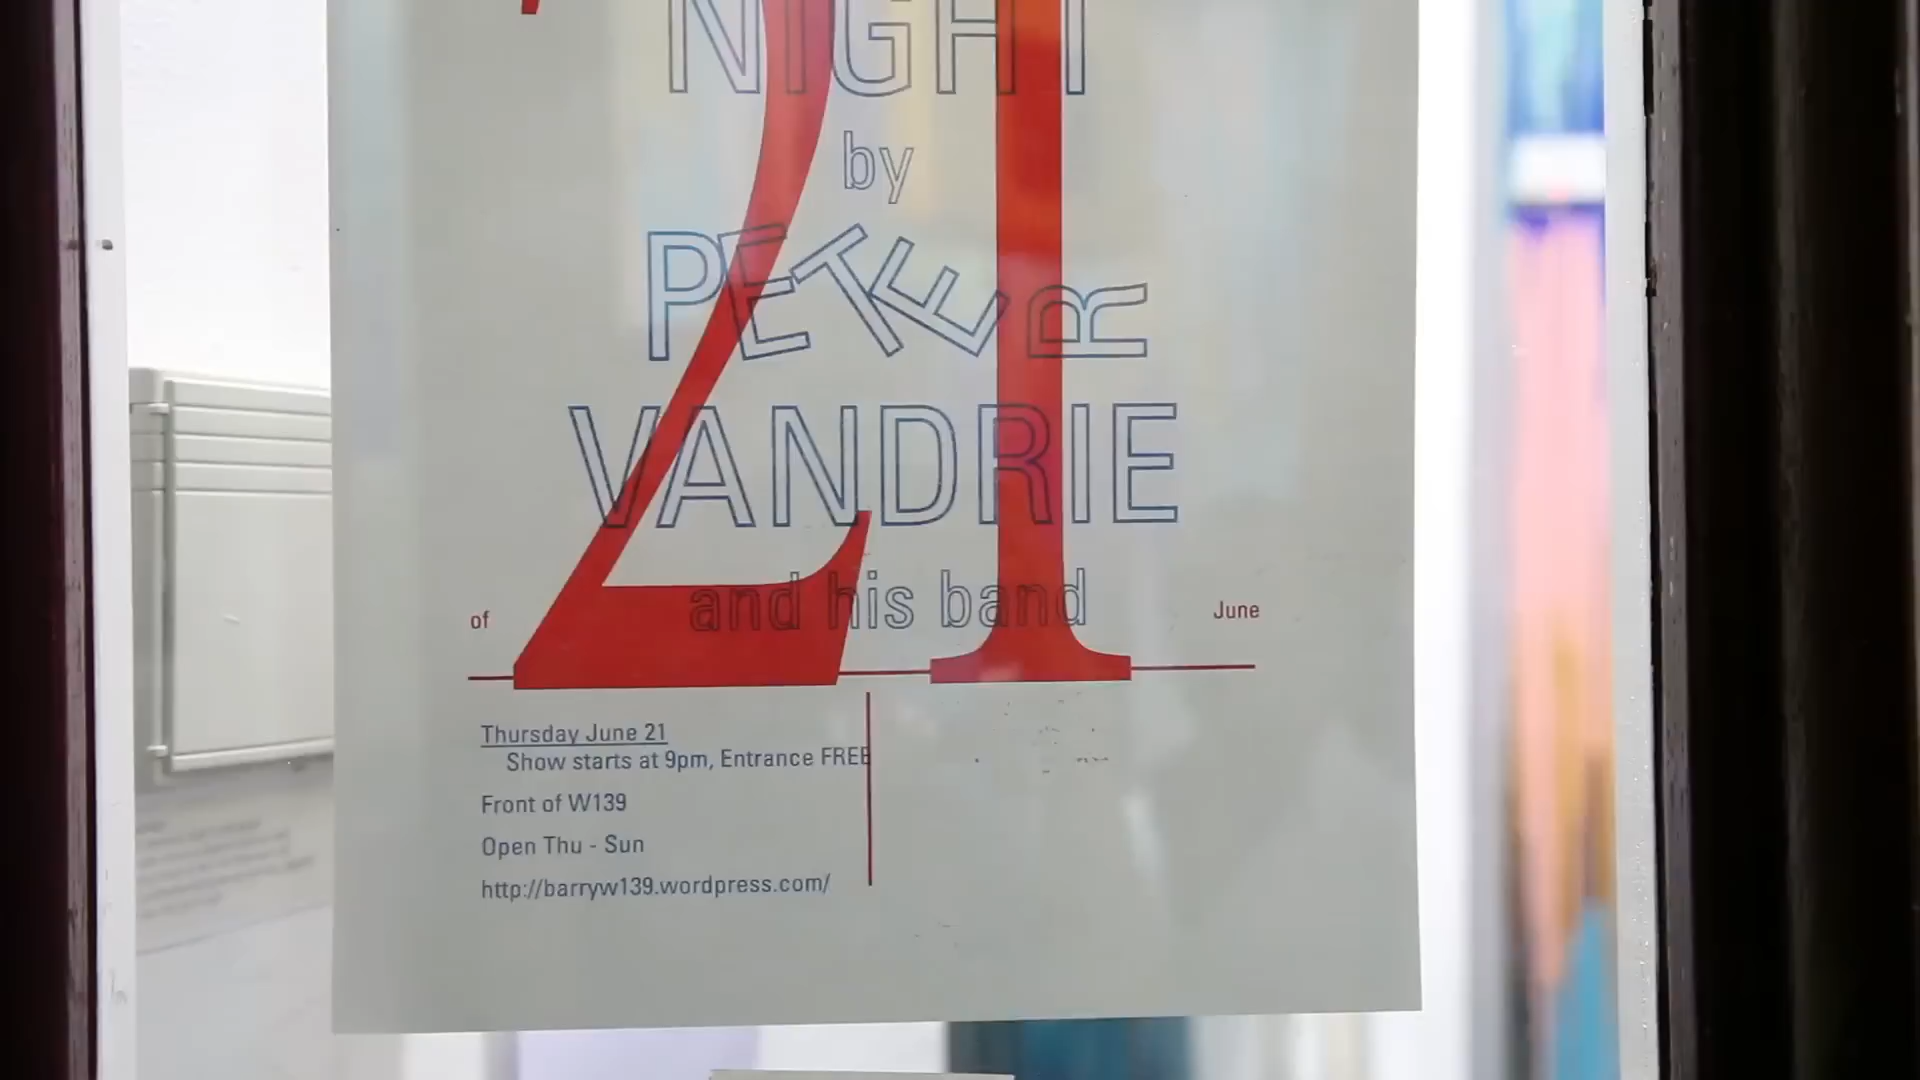 NIGHT
by
PETER
VANDRIE
and his band
21
of
June
Thursday June 21
Show starts at 9pm, Entrance FREE
Front of W139
Open Thu - Sun
http://barryw139.wordpress.com/